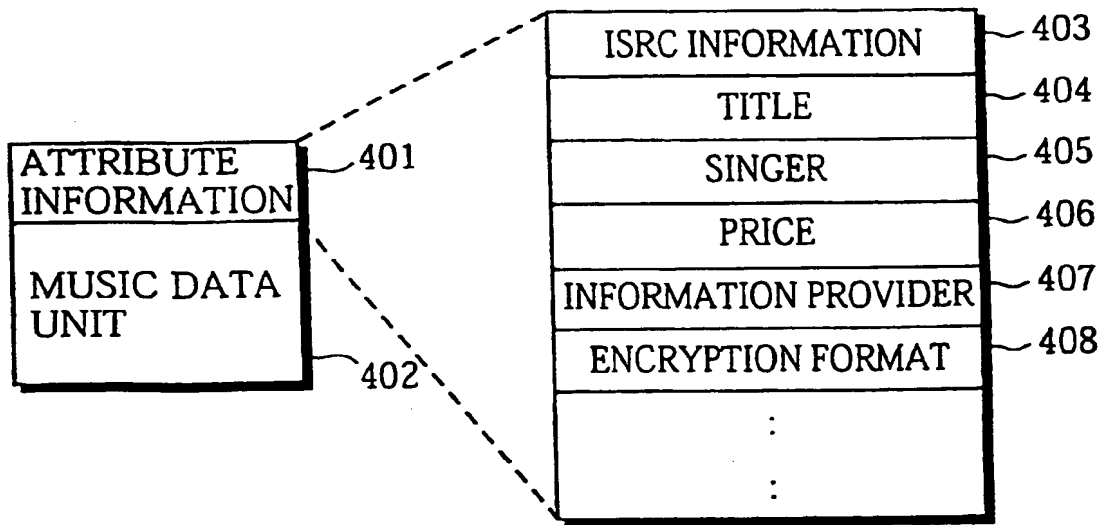 ATTRIBUTE
INFORMATION
401
MUSIC DATA
UNIT
402
ISRC INFORMATION
403
TITLE
404
SINGER
405
PRICE
406
INFORMATION PROVIDER
407
ENCRYPTION FORMAT
408
:
: